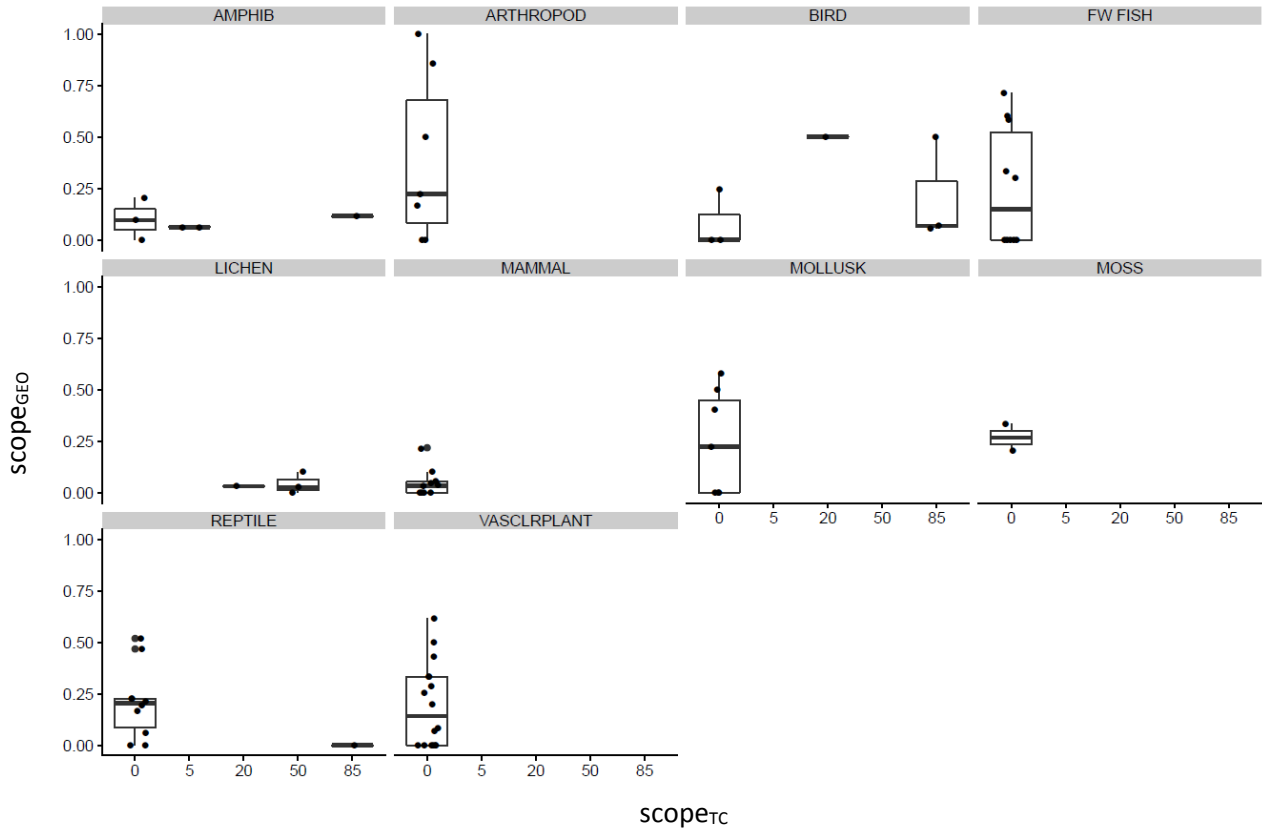 AMPHIB ARTHROPOD BIRD FW FISH
1.00
0.75
0.50
0.25
0.00
LICHEN MAMMAL MOLLUSK MOSS
1.00
0.75
0.50
0.25
0.00
0 5 20 50 85 0 5 20 50 85
REPTILE VASCLRPLANT
1.00
0.75
0.50
0.25
0.00
0 5 20 50 85 0 5 20 50 85
scopeGEO
scopeTC